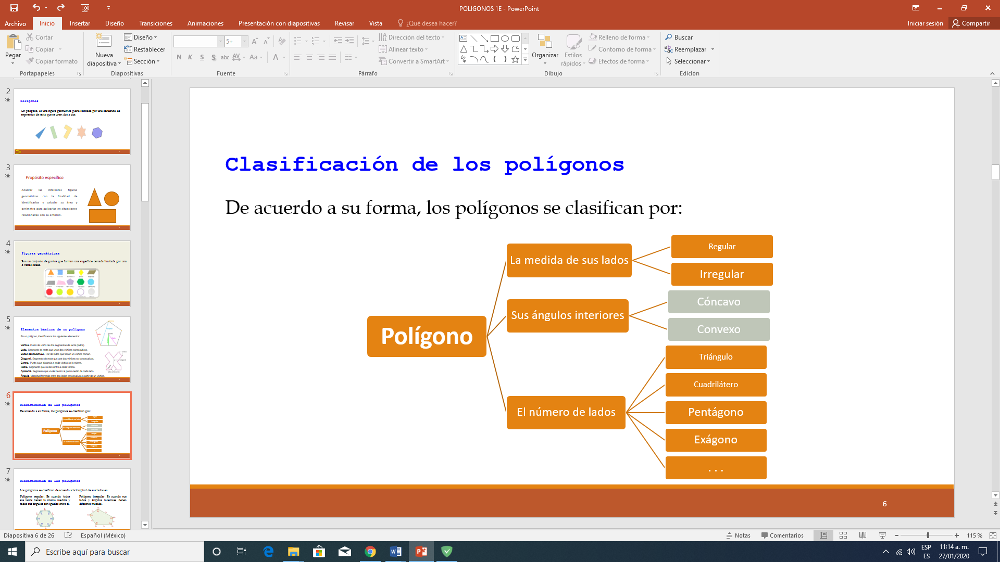 POLIGONOS 1E - PowerPoint
Archivo
Inicio
Insertar
Diseño
Transiciones
Animaciones
Presentación con diapositivas
Revisar
Vista
¿Qué desea hacer?
Iniciar sesión
Compartir
Pegar
Cortar
Copiar
Copiar formato
Portapapeles
Nueva
diapositiva
Diseño
Restablecer
Sección
Diapositivas
5+
N K S S abc AV Aa A
Fuente
Dirección del texto
Alinear texto
Convertir a SmartArt
Párrafo
Organizar
Estilos
rápidos
Relleno de forma
Contorno de forma
Efectos de forma
Dibujo
Buscar
Reemplazar
Seleccionar
Edición
2
Polígonos
Un polígono, es una figura geométrica plana formada por una secuencia de
segmentos de recta que se unen dos a dos.
3
Propósito específico
Analizar las diferentes figuras
geométricas con la finalidad de
identificarlas y calcular su área y
perímetro para aplicarlas en situaciones
relacionadas con su entorno.
4
Figuras geométricas
Son un conjunto de puntos que forman una superficie cerrada limitada por una
o varias líneas.
5
Elementos básicos de un polígono
En un polígono, identificamos los siguientes elementos:
Vértice. Punto de unión de dos segmentos de recta (lados).
Lado. Segmento de recta que unen dos vértices consecutivos.
Lados consecutivos. Par de lados que tienen un vértice común.
Diagonal. Segmento de recta que une dos vértices no consecutivos.
Centro. Punto cuya distancia a cada vértice es la misma.
Radio. Segmento que va del centro a cada vértice.
Apotema. Segmento que va del centro al punto medio de cada lado.
Ángulo. Magnitud formada entre dos lados consecutivos a partir de un vértice.
6
Clasificación de los polígonos
De acuerdo a su forma, los polígonos se clasifican por:
Polígono
7
Clasificación de los polígonos
Los polígonos se clasifican de acuerdo a la longitud de sus lados en:
Polígono regular. Es cuando todos
sus lados tienen la misma medida y
todos sus ángulos son iguales entre sí.
Polígono irregular. Es cuando sus
lados y ángulos interiores tienen
diferente medida.
Clasificación de los polígonos
De acuerdo a su forma, los polígonos se clasifican por:
Polígono
La medida de sus lados
Regular
Irregular
Sus ángulos interiores
Cóncavo
Convexo
El número de lados
Triángulo
Cuadrilátero
Pentágono
Exágono
. . .
6
Diapositiva 6 de 26
Español (México)
Notas
Comentarios
115 %
Escribe aquí para buscar
ESP
ES
11:14 a. m.
27/01/2020